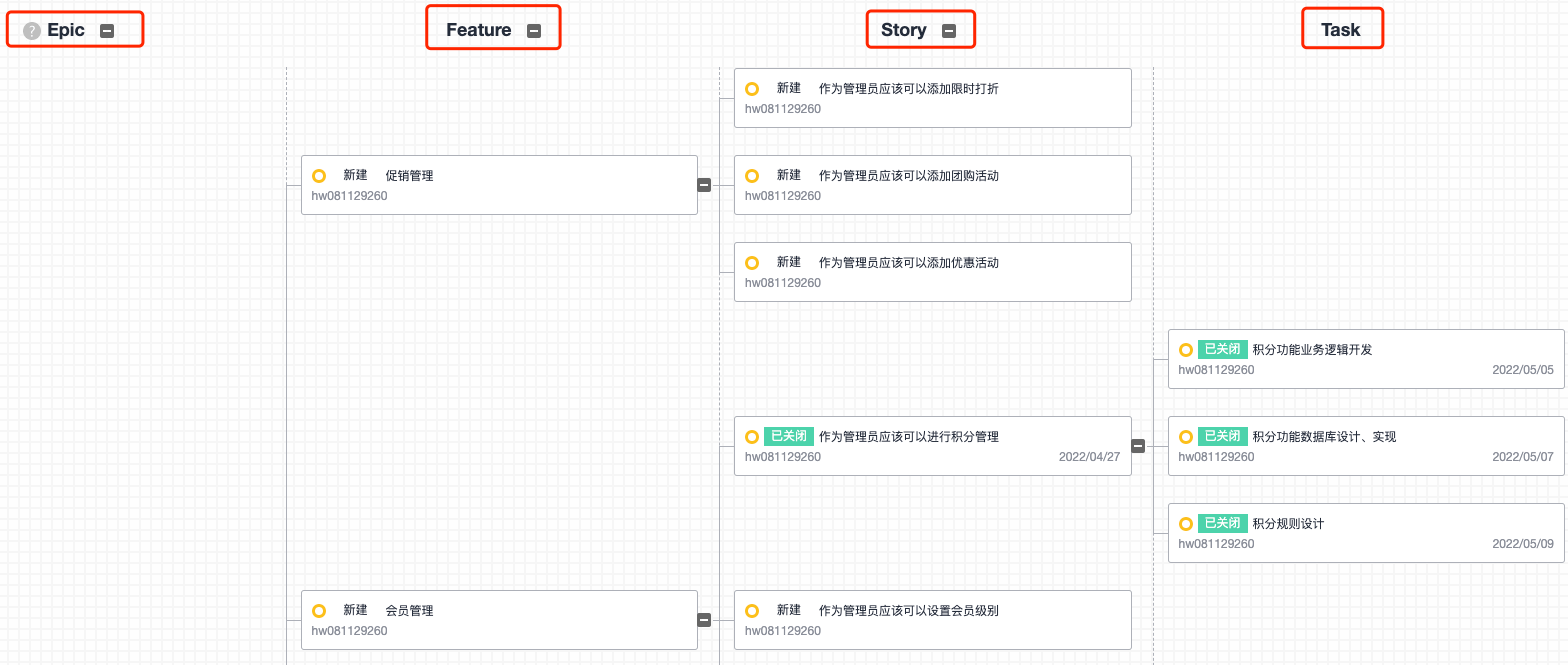 ? Epic
Feature
Story
Task
新建 作为管理员应该可以添加限时打折
hw081129260
新建 促销管理
hw081129260
新建 作为管理员应该可以添加团购活动
hw081129260
新建 作为管理员应该可以添加优惠活动
hw081129260
已关闭 积分功能业务逻辑开发
hw081129260 2022/05/05
已关闭 作为管理员应该可以进行积分管理
hw081129260 2022/04/27
已关闭 积分功能数据库设计、实现
hw081129260 2022/05/07
已关闭 积分规则设计
hw081129260 2022/05/09
新建 会员管理
hw081129260
新建 作为管理员应该可以设置会员级别
hw081129260